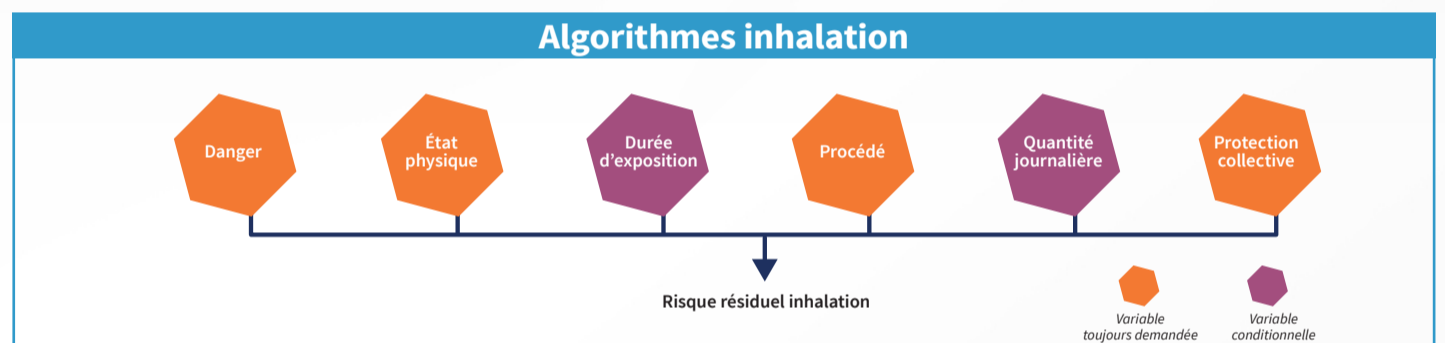 Algorithmes inhalation
Danger
État
physique
Durée
d’exposition
Procédé
Quantité
journalière
Protection
collective
Risque résiduel inhalation
Variable
toujours demandée
Variable
conditionnelle